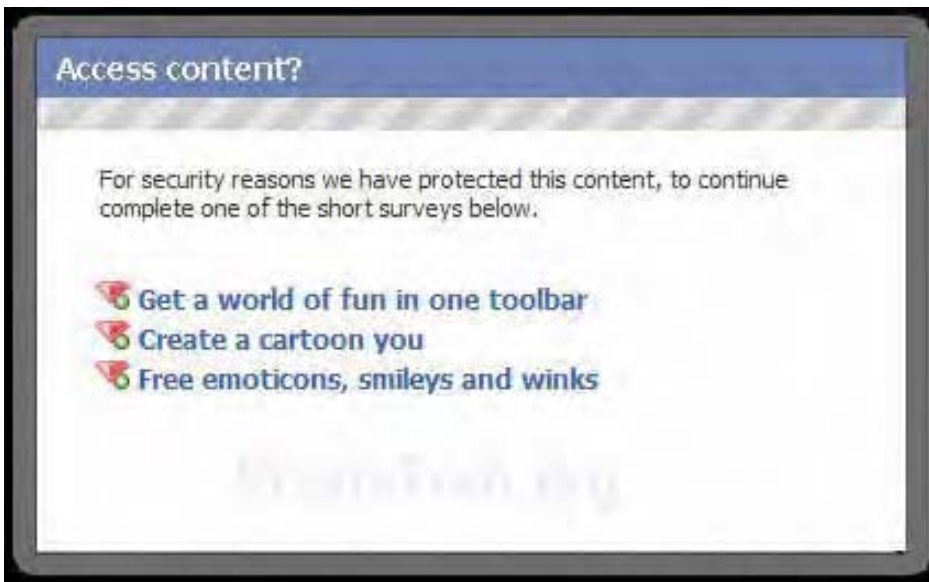 Access content?
For security reasons we have protected this content, to continue
complete one of the short surveys below.
Get a world of fun in one toolbar
Create a cartoon you
Free emoticons, smileys and winks